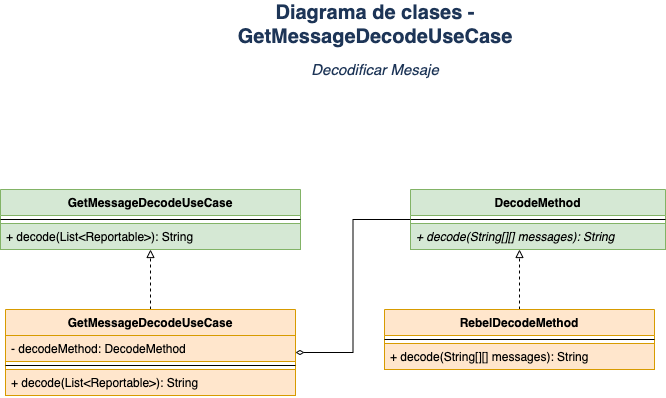 Diagrama de clases -
GetMessageDecodeUseCase
Decodificar Mesaje
GetMessageDecodeUseCase
+ decode(List<Reportable>): String
DecodeMethod
+ decode(String[][] messages): String
GetMessageDecodeUseCase
- decodeMethod: DecodeMethod
+ decode(List<Reportable>): String
RebelDecodeMethod
+ decode(String[][] messages): String